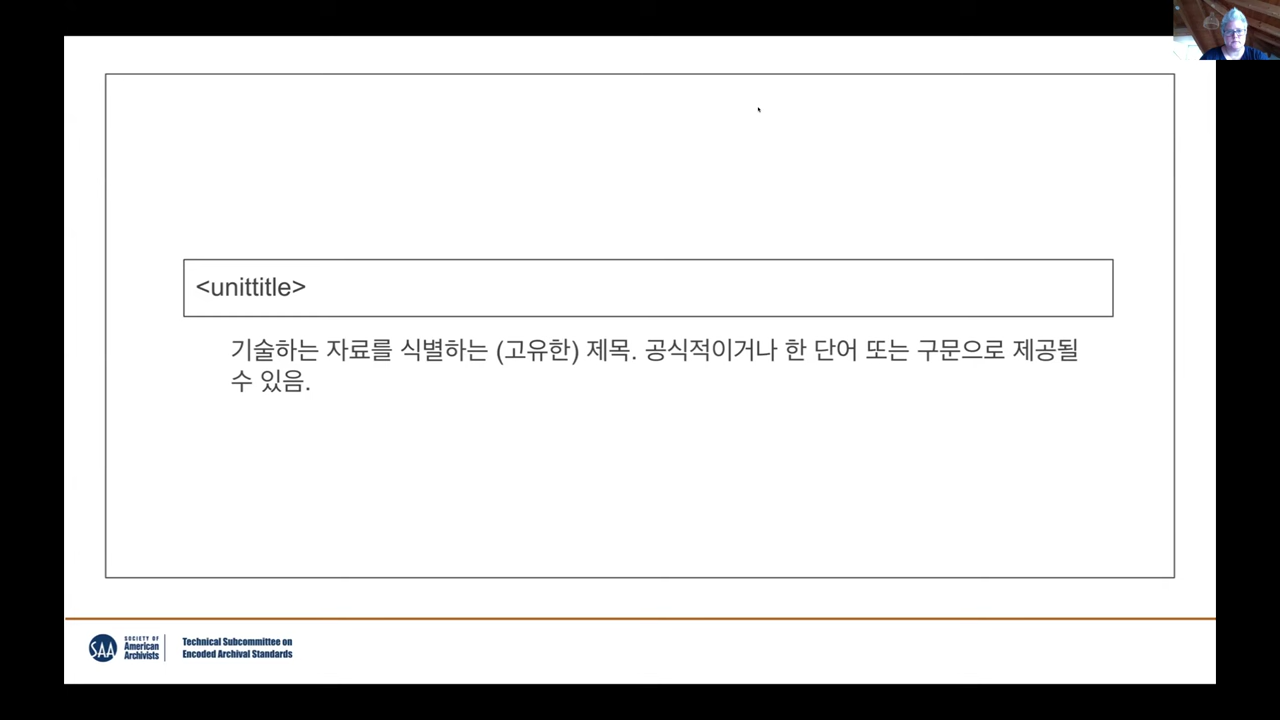 <unittitle>
기술하는 자료를 식별하는 (고유한) 제목. 공식적이거나 한 단어 또는 구문으로 제공될
수 있음.
SAA
SOCIETY OF
American
Archivists
Technical Subcommittee on
Encoded Archival Standards